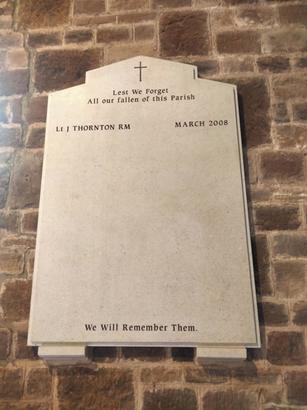 Lest We Forget
All our fallen of this Parish
Lt J THORNTON RM MARCH 2008
We Will Remember Them.